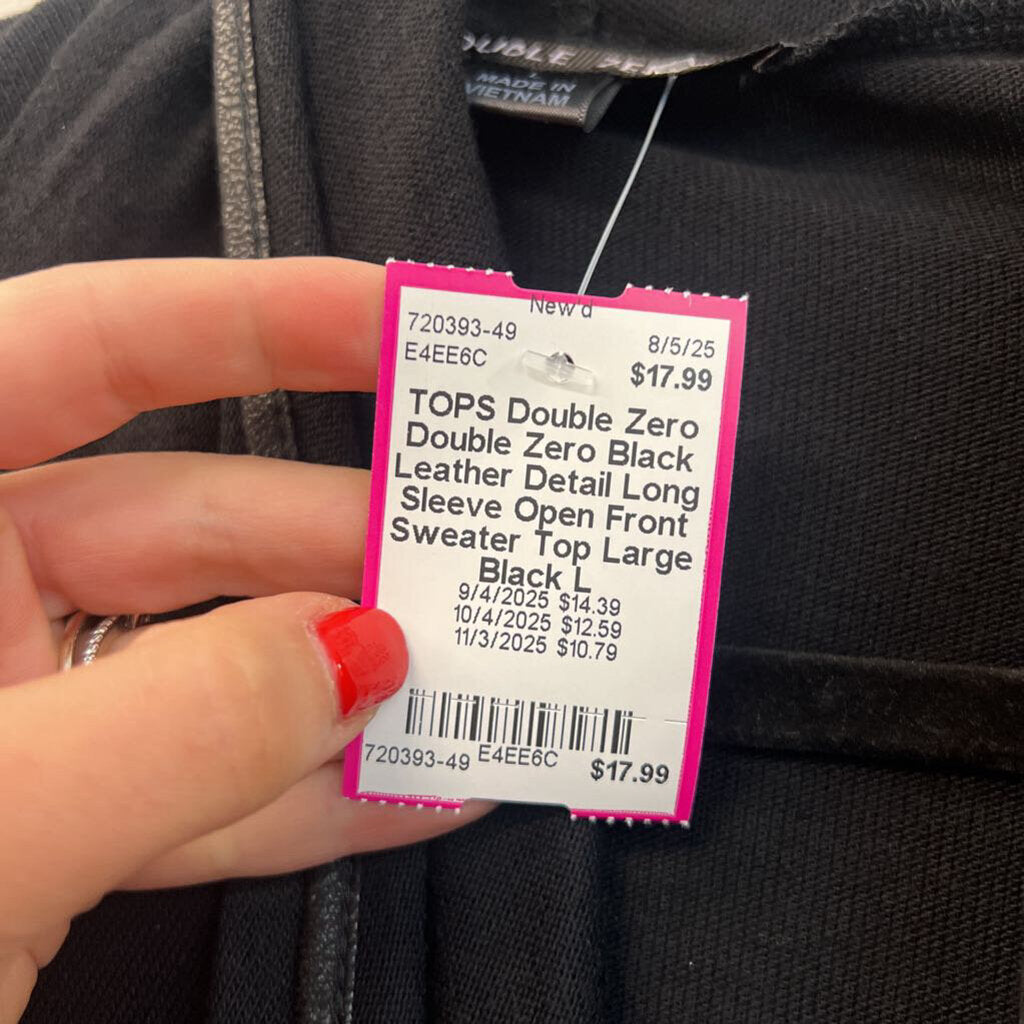 OUBLE ZER
MADE IN
VIETNAM
New'd
720393-49 8/5/25
E4EE6C $17.99
TOPS Double Zero
Double Zero Black
Leather Detail Long
Sleeve Open Front
Sweater Top Large
Black L
9/4/2025 $14.39
10/4/2025 $12.59
11/3/2025 $10.79
720393-49 E4EE6C $17.99